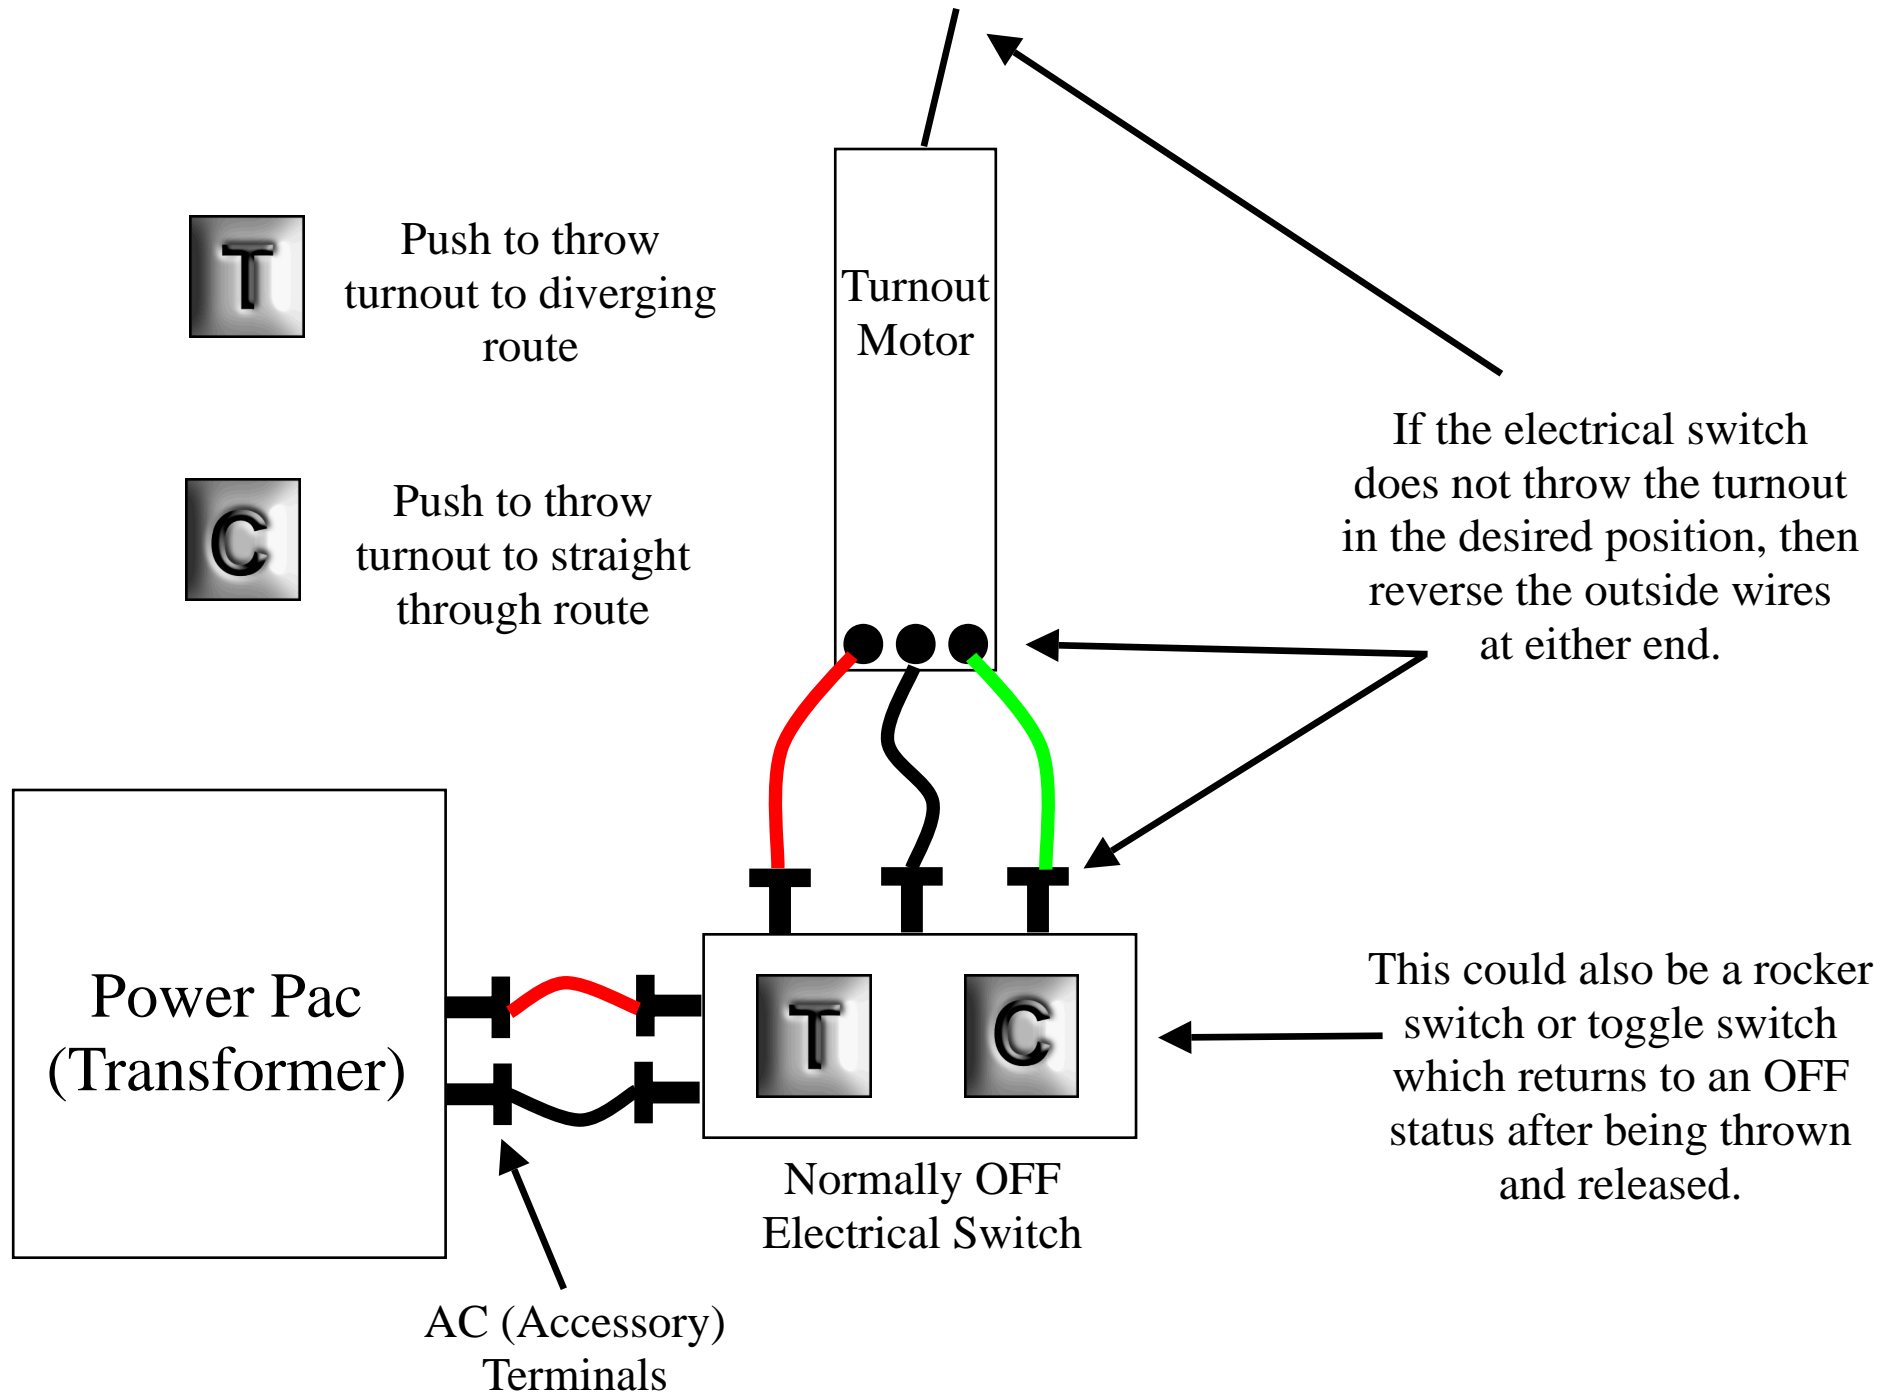 T
Push to throw
turnout to diverging
route
C
Push to throw
turnout to straight
through route
Turnout
Motor
If the electrical switch
does not throw the turnout
in the desired position, then
reverse the outside wires
at either end.
Power Pac
(Transformer)
T
C
This could also be a rocker
switch or toggle switch
which returns to an OFF
status after being thrown
and released.
Normally OFF
Electrical Switch
AC (Accessory)
Terminals